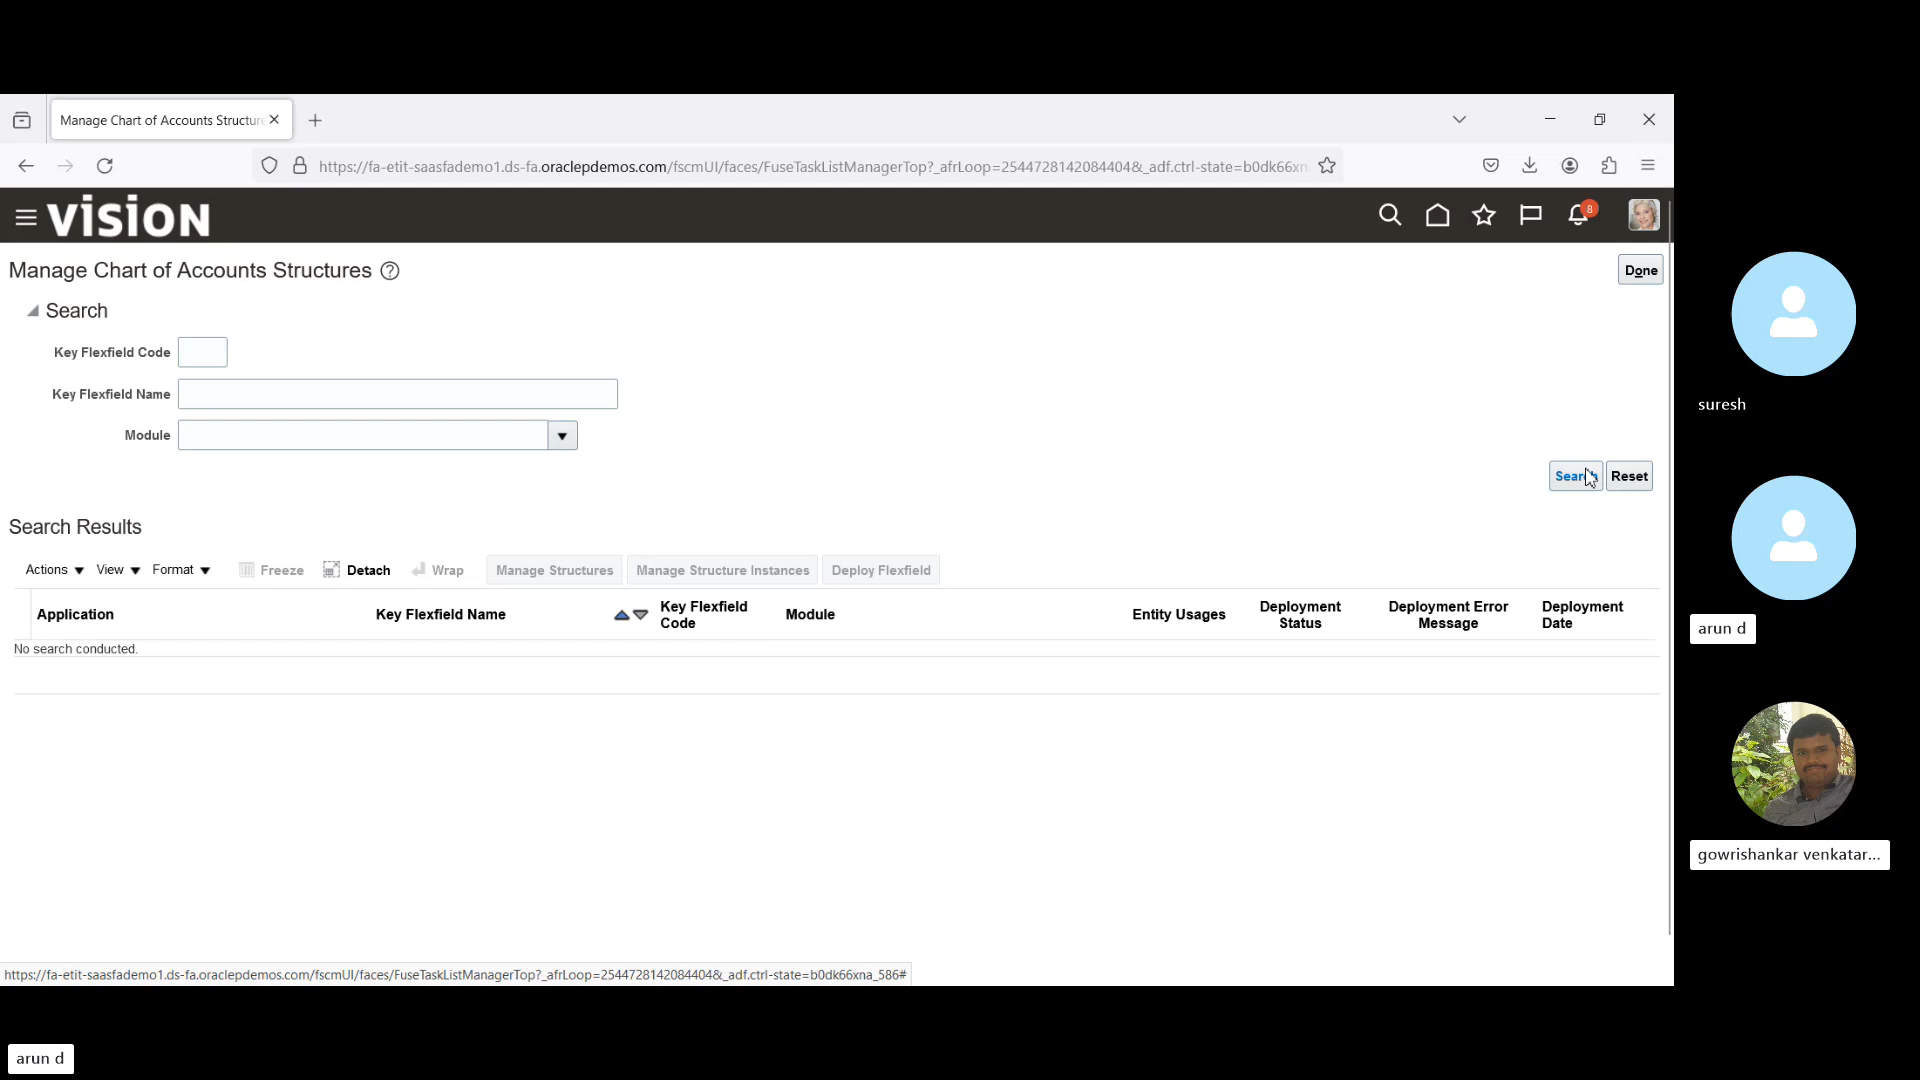 Manage Chart of Accounts Structure
https://fa-etit-saasfademo1.ds-fa.oraclepdemos.com/fscmUI/faces/FuseTaskListManagerTop?_afrLoop=25447281420844048&_adf.ctrl-state=b0dk66xn
VISION
8
Manage Chart of Accounts Structures ?
Done
Search
Key Flexfield Code
Key Flexfield Name
Module
Search Reset
Search Results
Actions View Format Freeze Detach Wrap Manage Structures Manage Structure Instances Deploy Flexfield
Application Key Flexfield Name Key Flexfield Code Module Entity Usages Deployment Status Deployment Error Message Deployment Date
No search conducted.
https://fa-etit-saasfademo1.ds-fa.oraclepdemos.com/fscmUI/faces/FuseTaskListManagerTop?_afrLoop=25447281420844048&_adf.ctrl-state=b0dk66xna_586#
suresh
arun d
gowrishankar venkatar...
arun d